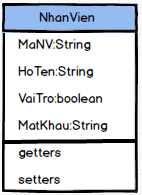 NhanVien
MaNV:String
HoTen:String
VaiTro:boolean
MatKhau:String
getters
setters